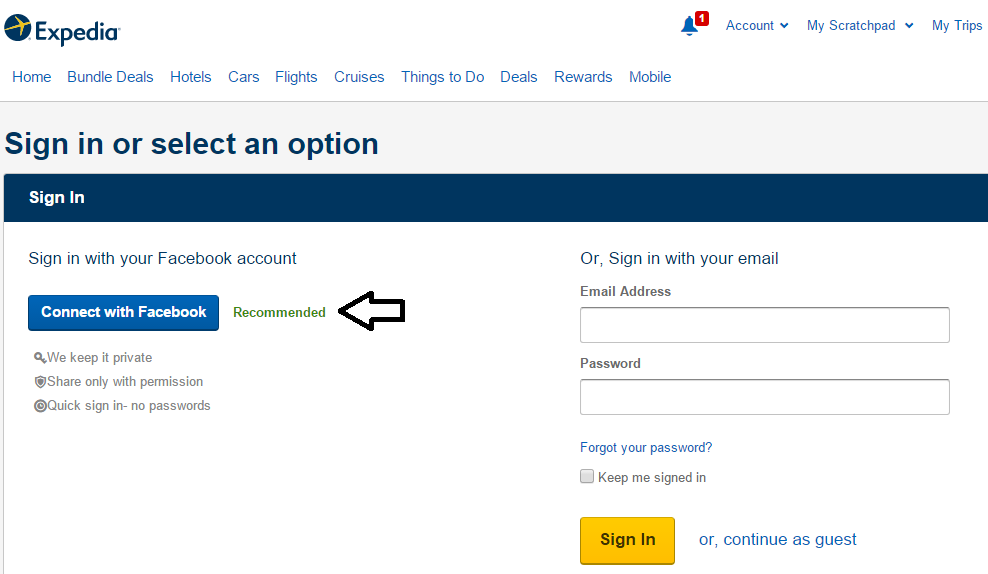 Expedia
1
Account
My Scratchpad
My Trips
Home Bundle Deals Hotels Cars Flights Cruises Things to Do Deals Rewards Mobile
Sign in or select an option
Sign In
Sign in with your Facebook account
Connect with Facebook
Recommended
We keep it private
Share only with permission
Quick sign in- no passwords
Or, Sign in with your email
Email Address
Password
Forgot your password?
Keep me signed in
Sign In
or, continue as guest